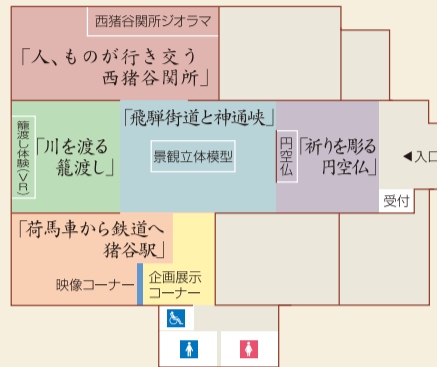 西猪谷関所ジオラマ
「人、ものが行き交う
西猪谷関所」
籠渡し体験(VR)
「川を渡る
籠渡し」
「飛騨街道と神通峡」
景観立体模型
円空仏
「祈りを彫る
円空仏」
◀入口
受付
「荷馬車から鉄道へ
猪谷駅」
映像コーナー
企画展示
コーナー